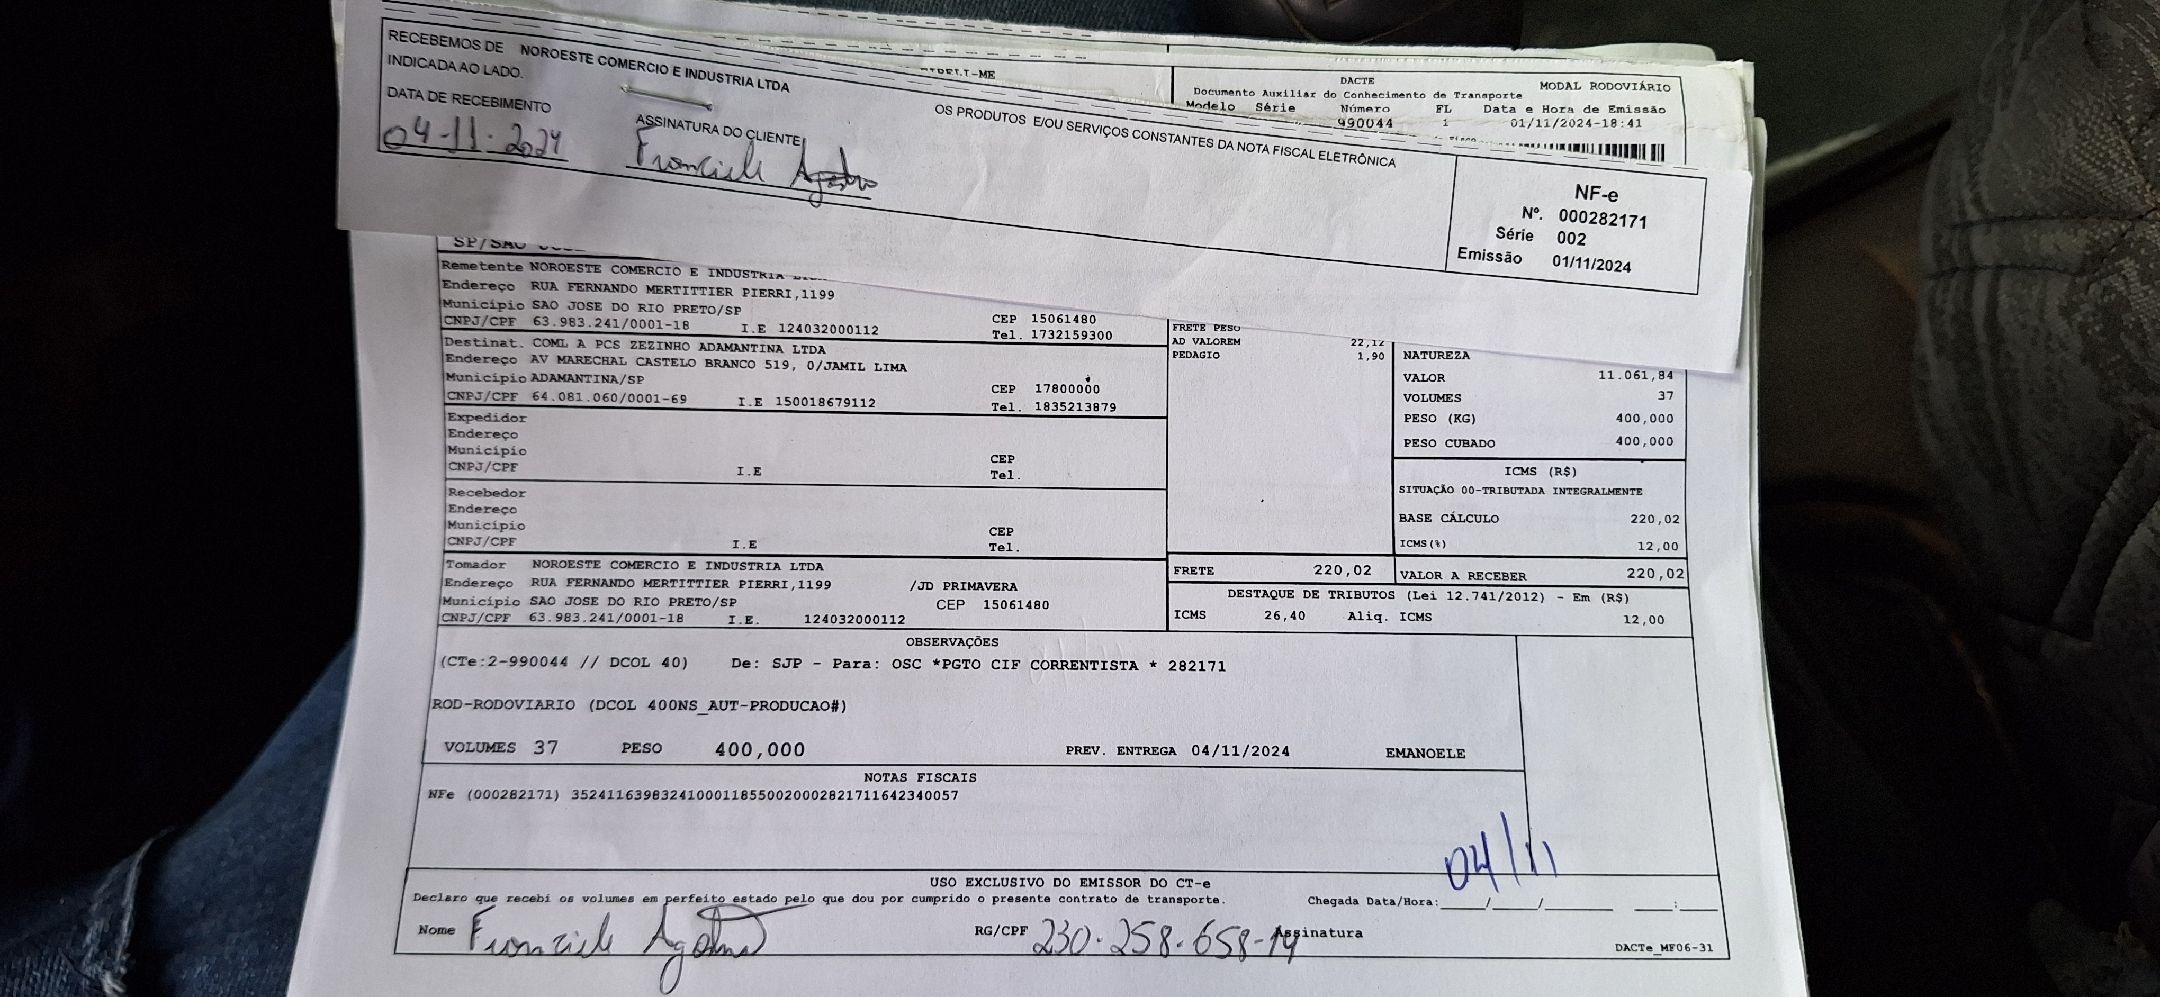 RECEBEMOS DE NOROESTE COMERCIO E INDUSTRIA LTDA
OS PRODUTOS E/OU SERVIÇOS CONSTANTES DA NOTA FISCAL ELETRÔNICA
INDICADA AO LADO.
DATA DE RECEBIMENTO
04-11-2024
ASSINATURA DO CLIENTE
NF-e
Nº. 000282171
Série 002
Emissão 01/11/2024
-ME
DACTE
MODAL RODOVIÁRIO
Documento Auxiliar do Conhecimento de Transporte
Modelo Série Número FL Data e Hora de Emissão
990044 1 01/11/2024-18:41
SP/SAO
Remetente NOROESTE COMERCIO E INDUSTRIA
Endereço RUA FERNANDO MERTITTIER PIERRI,1199
Município SAO JOSE DO RIO PRETO/SP CEP 15061480
CNPJ/CPF 63.983.241/0001-18 I.E 124032000112 Tel. 1732159300
Destinat. COML A PCS ZEZINHO ADAMANTINA LTDA
Endereço AV MARECHAL CASTELO BRANCO 519, 0/JAMIL LIMA
Município ADAMANTINA/SP CEP 17800000
CNPJ/CPF 64.081.060/0001-69 I.E 150018679112 Tel. 1835213879
Expedidor
Endereço
Município CEP
CNPJ/CPF I.E Tel.
Recebedor
Endereço
Município CEP
CNPJ/CPF I.E Tel.
Tomador NOROESTE COMERCIO E INDUSTRIA LTDA
Endereço RUA FERNANDO MERTITTIER PIERRI,1199 /JD PRIMAVERA
Município SAO JOSE DO RIO PRETO/SP CEP 15061480
CNPJ/CPF 63.983.241/0001-18 I.E. 124032000112
FRETE PESO
AD VALOREM 22,12
PEDAGIO 1,90
NATUREZA
VALOR 11.061,84
VOLUMES 37
PESO (KG) 400,000
PESO CUBADO 400,000
ICMS (R$)
SITUAÇÃO 00-TRIBUTADA INTEGRALMENTE
BASE CÁLCULO 220,02
ICMS(%) 12,00
FRETE 220,02 VALOR A RECEBER 220,02
DESTAQUE DE TRIBUTOS (Lei 12.741/2012) - Em (R$)
ICMS 26,40 Aliq. ICMS 12,00
OBSERVAÇÕES
(CTe:2-990044 // DCOL 40) De: SJP - Para: OSC *PGTO CIF CORRENTISTA * 282171
ROD-RODOVIARIO (DCOL 400NS_AUT-PRODUCAO#)
VOLUMES 37 PESO 400,000 PREV. ENTREGA 04/11/2024 EMANOELE
NOTAS FISCAIS
NFe (000282171) 35241163983241000118550020002821711642340057
04/11
USO EXCLUSIVO DO EMISSOR DO CT-e
Declaro que recebi os volumes em perfeito estado pelo que dou por cumprido o presente contrato de transporte. Chegada Data/Hora:____/____/________ ____:____
Nome RG/CPF 230.258.658-14 Assinatura
DACTe_MF06-31